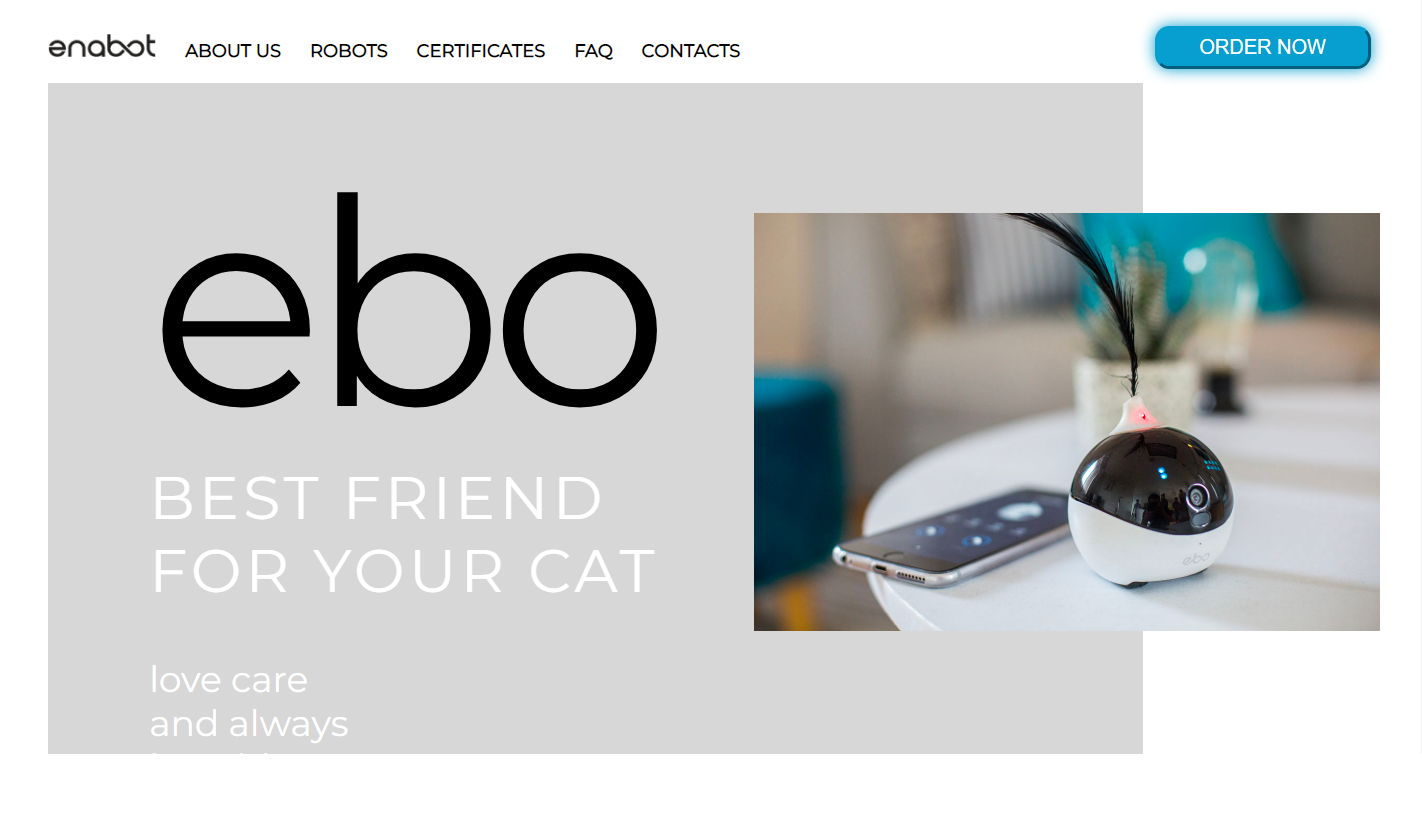 enabot
ABOUT US
ROBOTS
CERTIFICATES
FAQ
CONTACTS
ORDER NOW
ebo
BEST FRIEND
FOR YOUR CAT
ebo
love care
and always